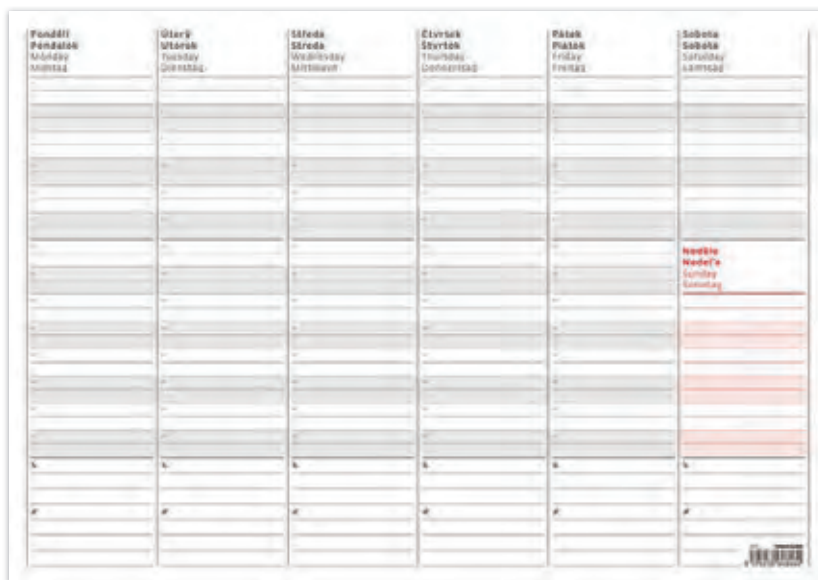 Pondělí
Pondelok
Monday
Montag
Úterý
Utorok
Tuesday
Dienstag
Středa
Streda
Wednesday
Mittwoch
Čtvrtek
Štvrtok
Thursday
Donnerstag
Pátek
Piatok
Friday
Freitag
Sobota
Sobota
Saturday
Samstag
Neděle
Nedeľa
Sunday
Sonntag